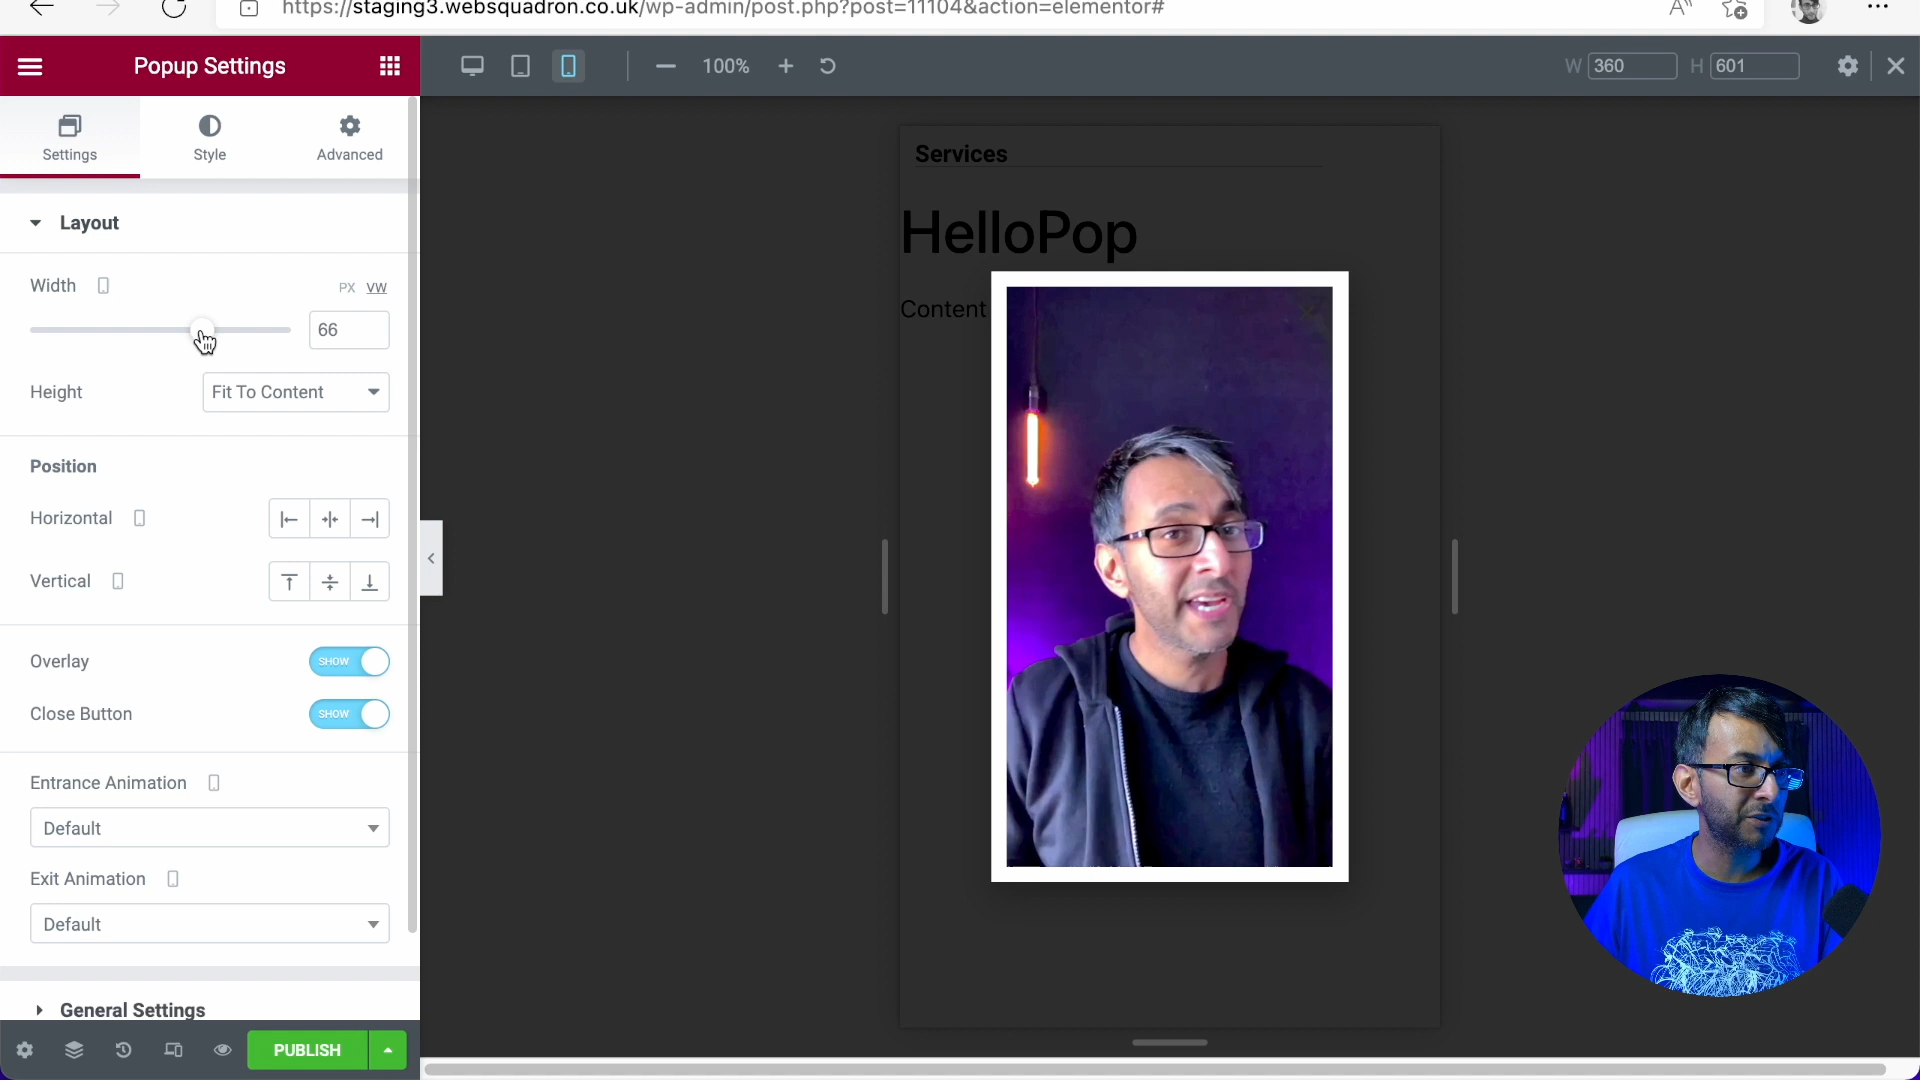 https://staging3.websquadron.co.uk/wp-admin/post.php?post=11104&action=elementor#
Popup Settings
100%
W 360 H 601
Settings Style Advanced
Layout
Width PX VW
66
Height Fit To Content
Position
Horizontal
Vertical
Overlay SHOW
Close Button SHOW
Entrance Animation
Default
Exit Animation
Default
General Settings
PUBLISH
Services
HelloPop
Content